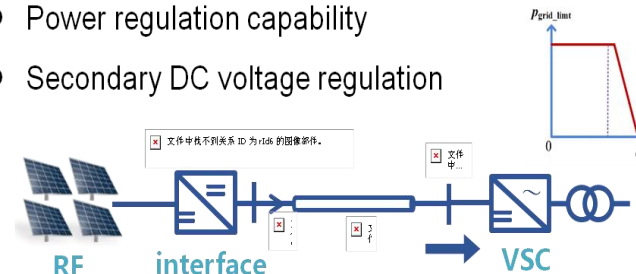 Power regulation capability
Secondary DC voltage regulation
Pgrid_limt
0
文件中找不到关系 ID 为 rId6 的图像部件。
文件
中...
RE
interface
VSC